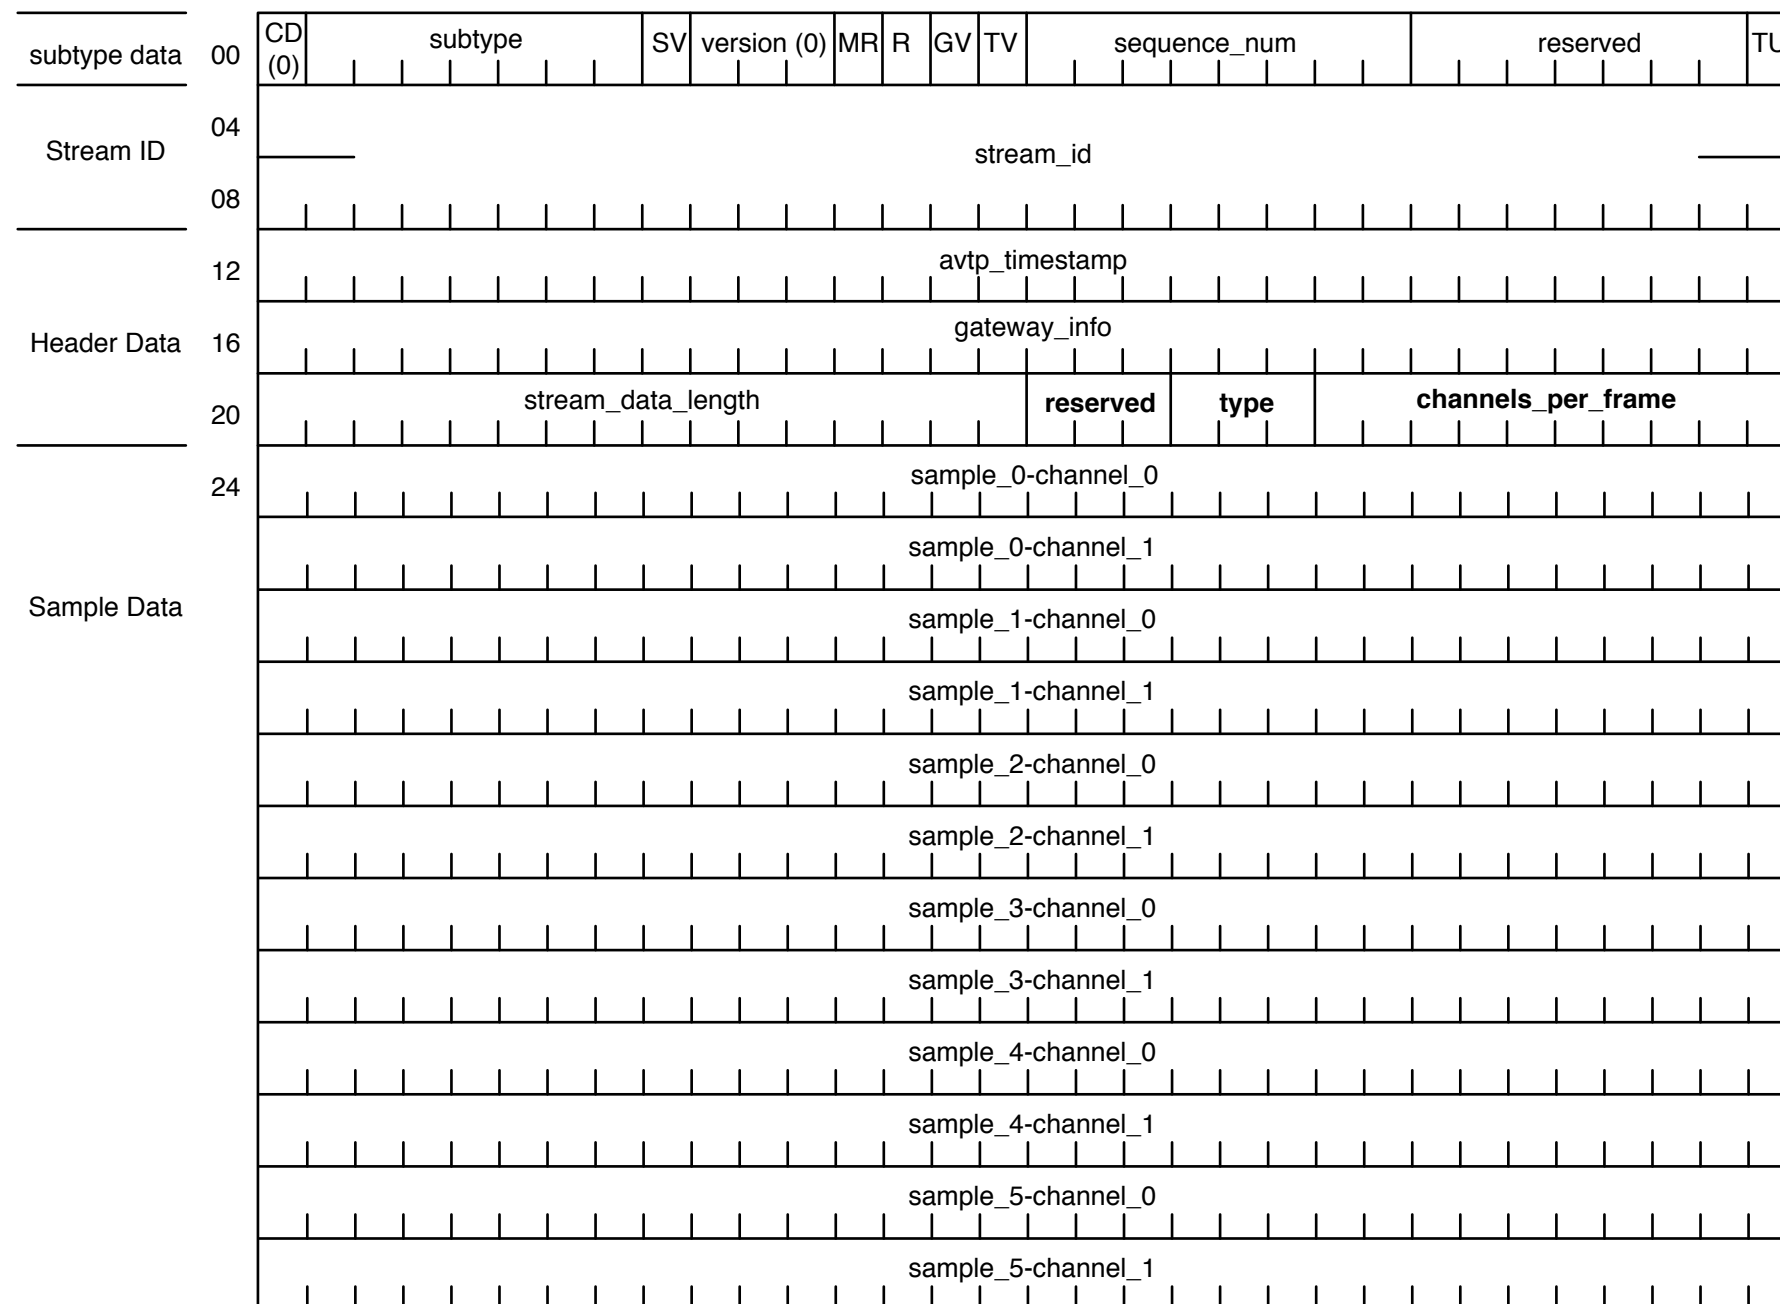 subtype data 00 CD (0) subtype SV version (0) MR R GV TV sequence_num reserved TU
04
Stream ID stream_id
08
12 avtp_timestamp
Header Data 16 gateway_info
20 stream_data_length reserved type channels_per_frame
24 sample_0-channel_0
sample_0-channel_1
Sample Data sample_1-channel_0
sample_1-channel_1
sample_2-channel_0
sample_2-channel_1
sample_3-channel_0
sample_3-channel_1
sample_4-channel_0
sample_4-channel_1
sample_5-channel_0
sample_5-channel_1